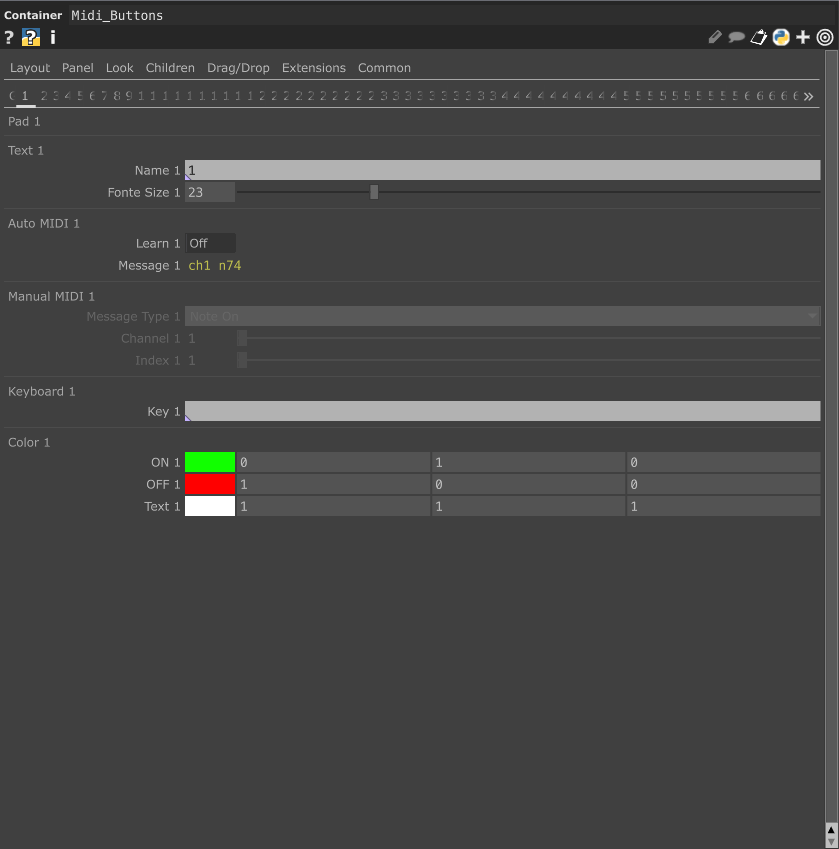 Container Midi_Buttons
? ? i
Layout Panel Look Children Drag/Drop Extensions Common
1 2 3 4 5 6 7 8 9 1 1 1 1 1 1 1 1 1 1 2 2 2 2 2 2 2 2 2 2 3 3 3 3 3 3 3 3 3 3 4 4 4 4 4 4 4 4 4 4 5 5 5 5 5 5 5 5 5 5 6 6 6 6 »
Pad 1
Text 1
Name 1 1
Fonte Size 1 23
Auto MIDI 1
Learn 1 Off
Message 1 ch1 n74
Manual MIDI 1
Message Type 1 Note On
Channel 1 1
Index 1 1
Keyboard 1
Key 1
Color 1
ON 1 0 1 0
OFF 1 1 0 0
Text 1 1 1 1